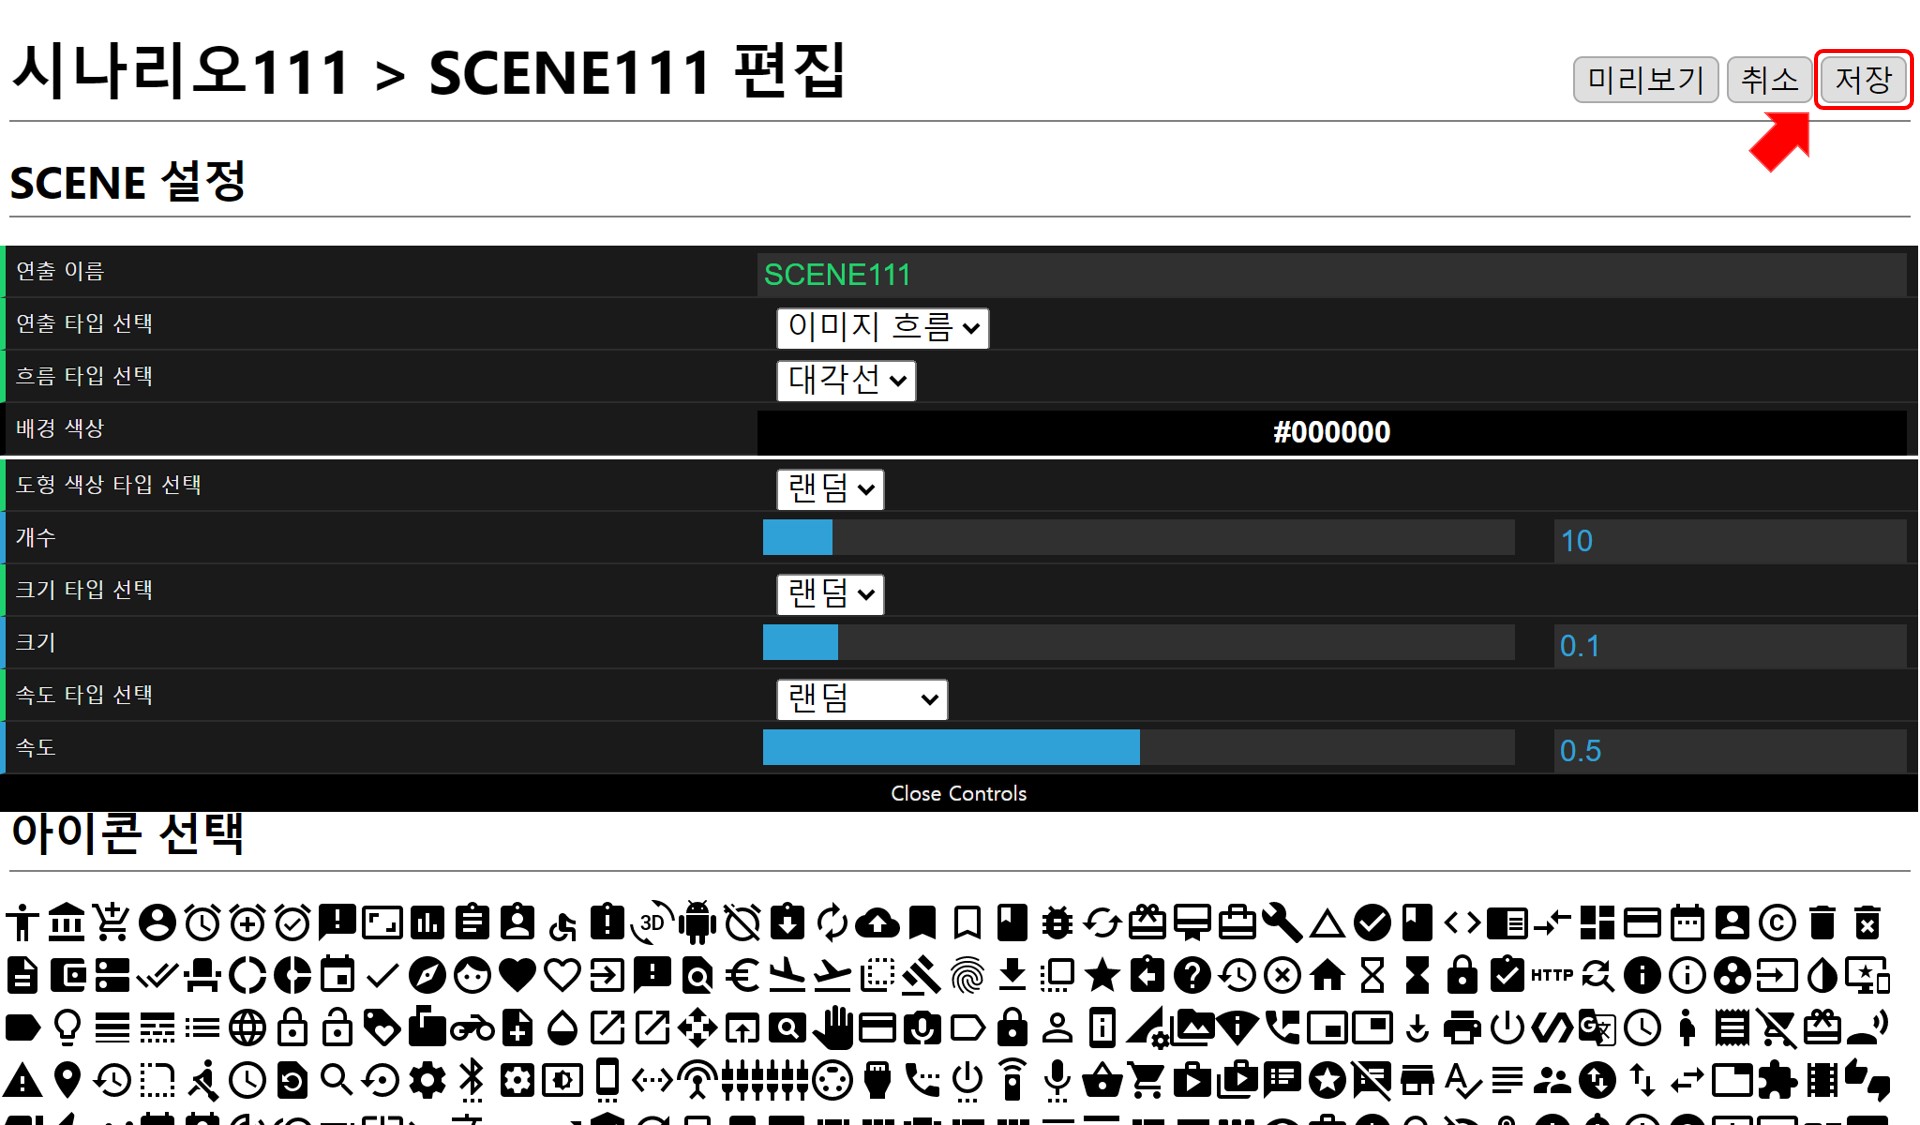 시나리오111 > SCENE111 편집
미리보기 취소 저장
SCENE 설정
연출 이름 SCENE111
연출 타입 선택 이미지 흐름
흐름 타입 선택 대각선
배경 색상 #000000
도형 색상 타입 선택 랜덤
개수 10
크기 타입 선택 랜덤
크기 0.1
속도 타입 선택 랜덤
속도 0.5
Close Controls
아이콘 선택
3D
HTTP